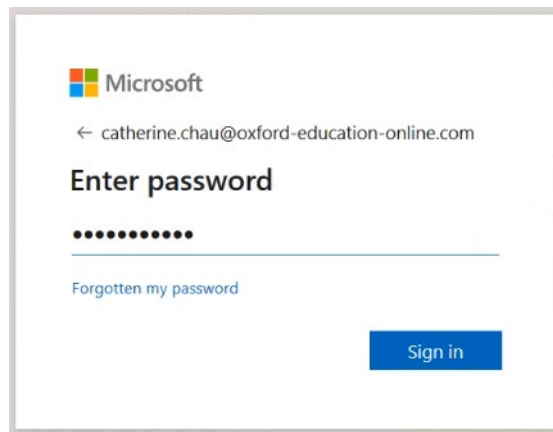 Microsoft
← catherine.chau@oxford-education-online.com
Enter password
•••••••••••
Forgotten my password
Sign in